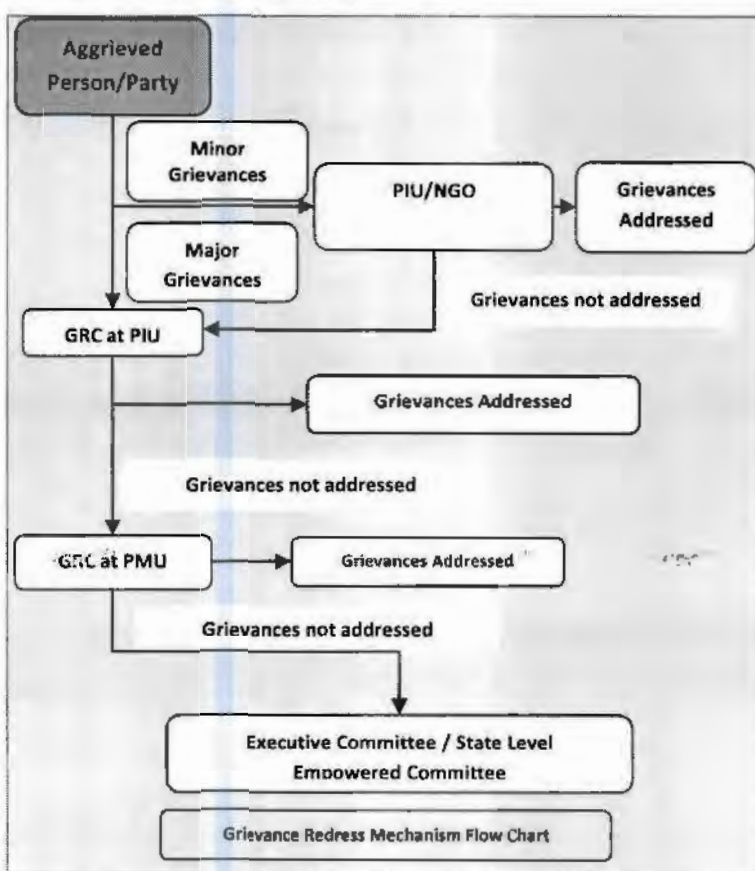 Aggrieved
Person/Party
Minor
Grievances
PIU/NGO
Grievances
Addressed
Major
Grievances
Grievances not addressed
GRC at PIU
Grievances Addressed
Grievances not addressed
GRC at PMU
Grievances Addressed
Grievances not addressed
Executive Committee / State Level
Empowered Committee
Grievance Redress Mechanism Flow Chart